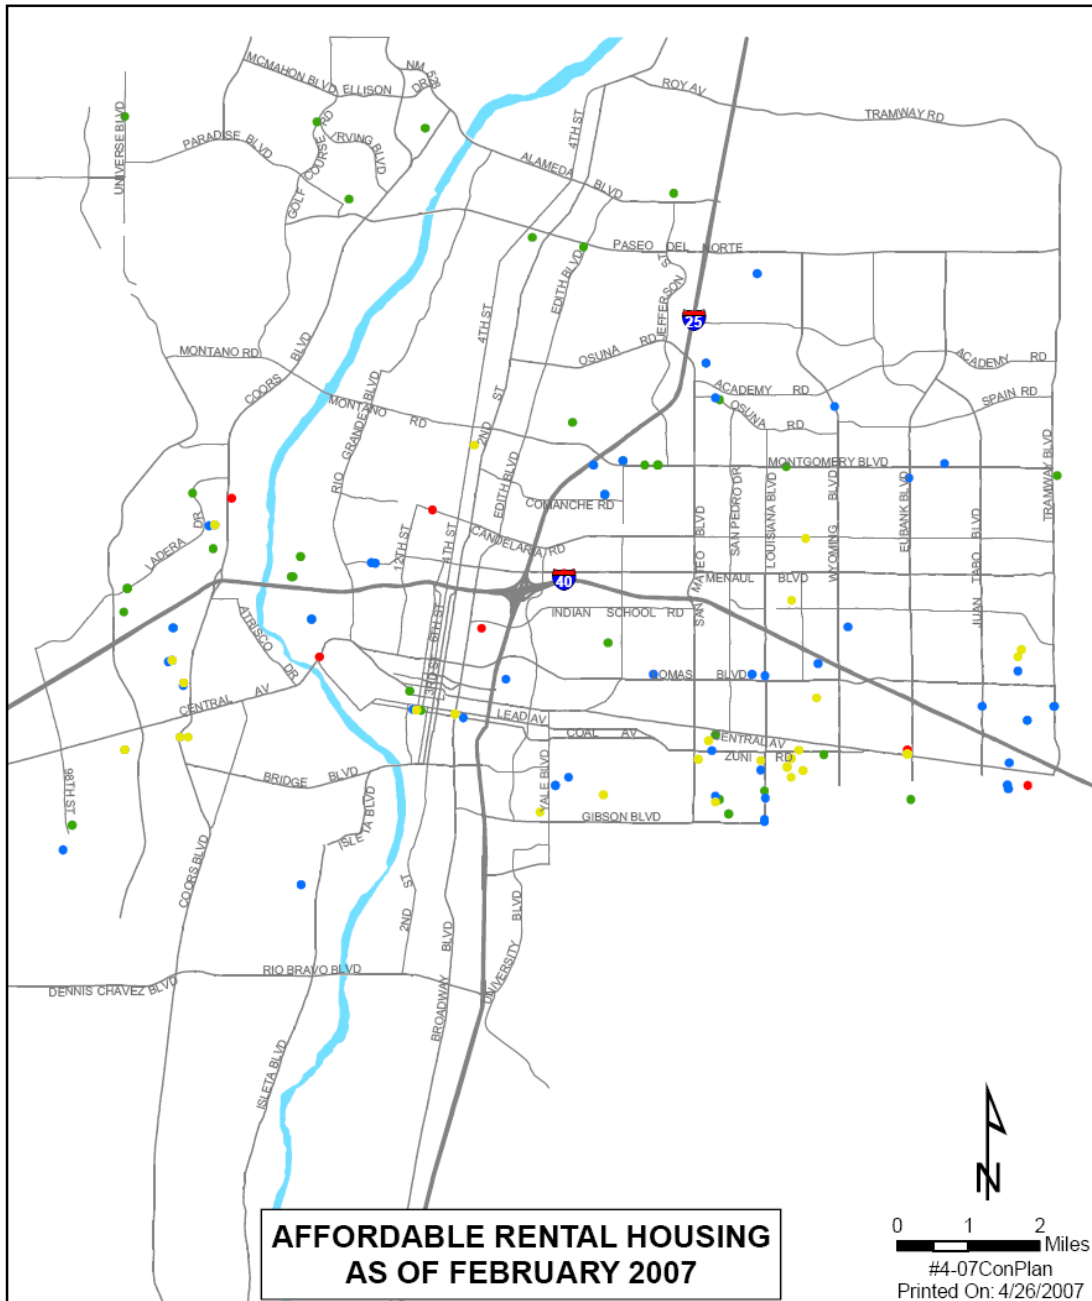 NM 528
MCMAHON BLVD
ELLISON DR
ROY AV
TRAMWAY RD
UNIVERSE BLVD
PARADISE BLVD
GOLF COURSE RD
IRVING BLVD
4TH ST
ALAMEDA BLVD
PASEO DEL NORTE
EDITH BLVD
JEFFERSON ST
25
4TH ST
MONTANO RD
COORS BLVD
OSUNA RD
ACADEMY RD
ACADEMY RD
SPAIN RD
RIO GRANDE BLVD
MONTANO RD
2ND ST
OSUNA RD
MONTGOMERY BLVD
TRAMWAY BLVD
EDITH BLVD
COMANCHE RD
SAN PEDRO DR
LOUISIANA BLVD
WYOMING BLVD
EUBANK BLVD
LADERA DR
12TH ST
4TH ST
CANDELARIA RD
SAN MATEO BLVD
MENAUL BLVD
JUAN TABO BLVD
40
INDIAN SCHOOL RD
ATRISCO DR
6TH ST
3RD ST
LOMAS BLVD
CENTRAL AV
LEAD AV
COAL AV
CENTRAL AV
ZUNI RD
98TH ST
BRIDGE BLVD
YALE BLVD
ISLETA BLVD
GIBSON BLVD
COORS BLVD
2ND ST
BROADWAY BLVD
UNIVERSITY BLVD
RIO BRAVO BLVD
DENNIS CHAVEZ BLVD
ISLETA BLVD
N
AFFORDABLE RENTAL HOUSING
AS OF FEBRUARY 2007
0 1 2
Miles
#4-07ConPlan
Printed On: 4/26/2007